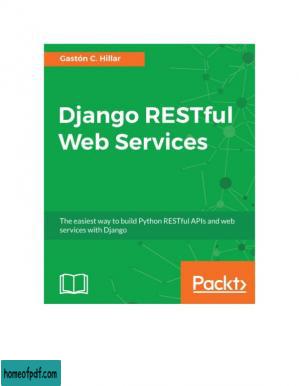 Gastón C. Hillar
Django RESTful
Web Services
The easiest way to build Python RESTful APIs and web
services with Django
Packt>
homeofpdf.com